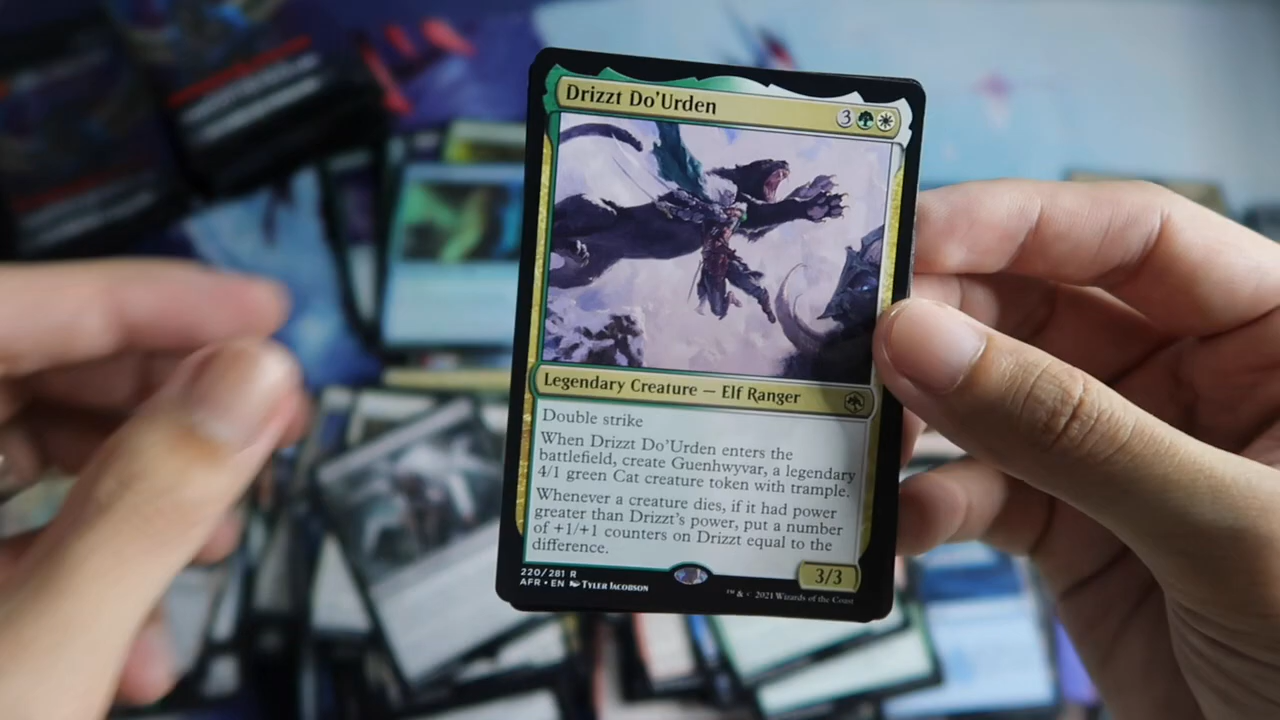 Drizzt Do'Urden
3
Legendary Creature — Elf Ranger
Double strike
When Drizzt Do'Urden enters the
battlefield, create Guenhwyvar, a legendary
4/1 green Cat creature token with trample.
Whenever a creature dies, if it had power
greater than Drizzt's power, put a number
of +1/+1 counters on Drizzt equal to the
difference.
3/3
220/281 R
AFR • EN Tyler Jacobson
™ & © 2021 Wizards of the Coast